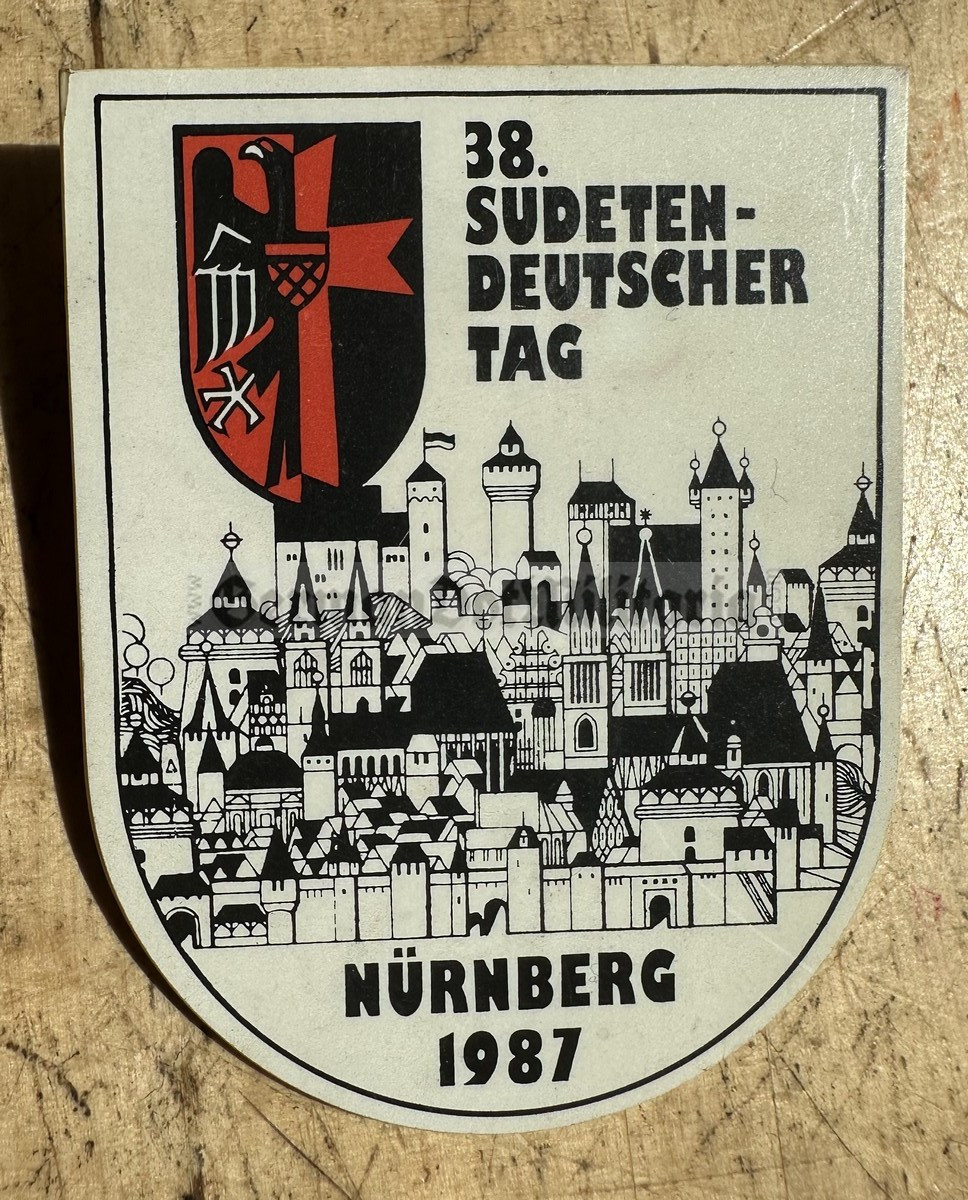 38.
SUDETEN-
DEUTSCHER
TAG
NÜRNBERG
1987